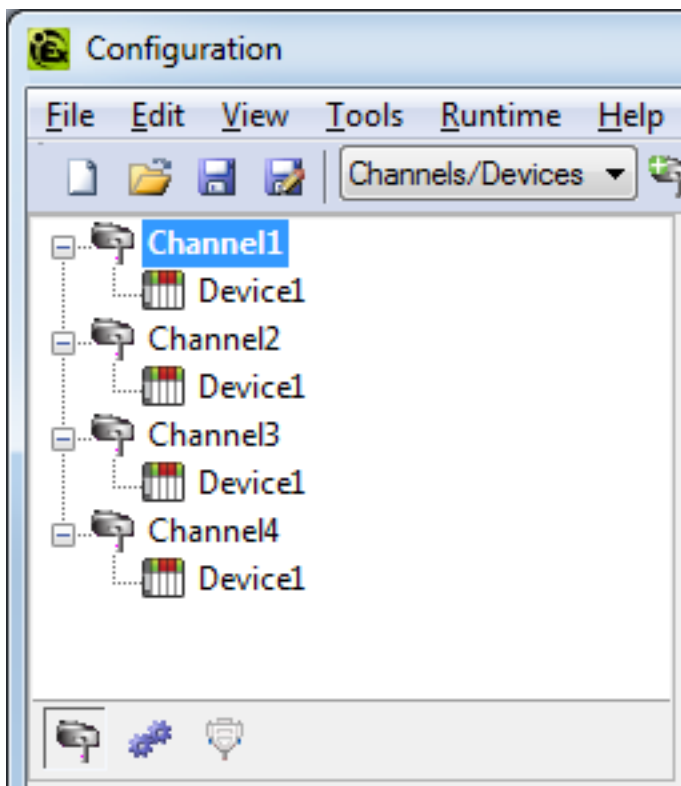 Configuration
File Edit View Tools Runtime Help
Channels/Devices
Channel1
Device1
Channel2
Device1
Channel3
Device1
Channel4
Device1